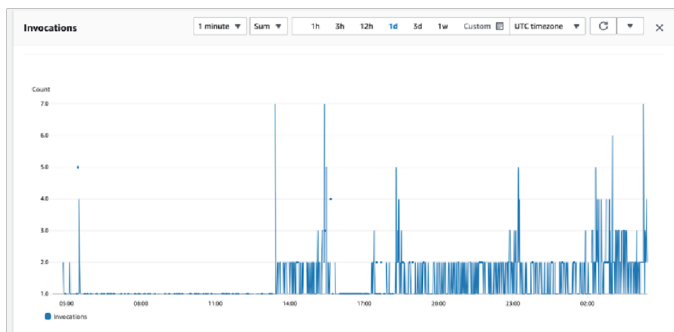 Invocations 1 minute Sum 1h 3h 12h 1d 3d 1w Custom UTC timezone
Count
7.0
6.0
5.0
4.0
3.0
2.0
1.0
05:00 08:00 11:00 14:00 17:00 20:00 23:00 02:00
Invocations